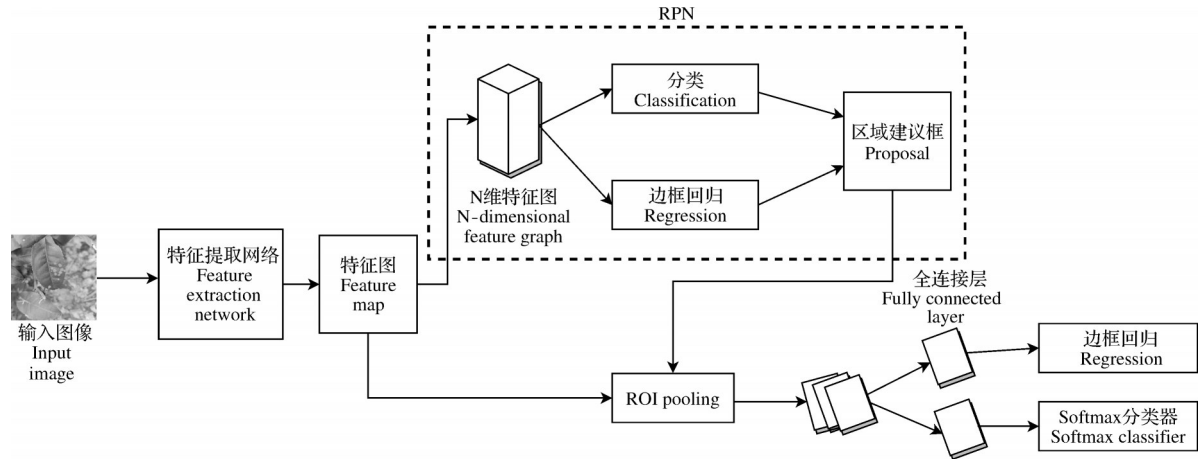 RPN
分类
Classification
区域建议框
Proposal
N维特征图
N-dimensional
feature graph
边框回归
Regression
输入图像
Input
image
特征提取网络
Feature
extraction
network
特征图
Feature
map
ROI pooling
全连接层
Fully connected
layer
边框回归
Regression
Softmax分类器
Softmax classifier